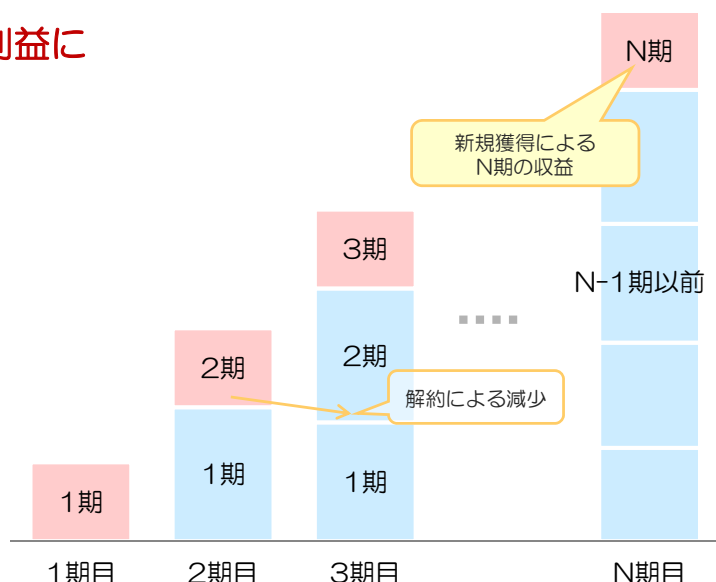 利益に
N期
新規獲得による
N期の収益
3期
N-1期以前
2期
2期
解約による減少
1期
1期
1期
1期目
2期目
3期目
N期目